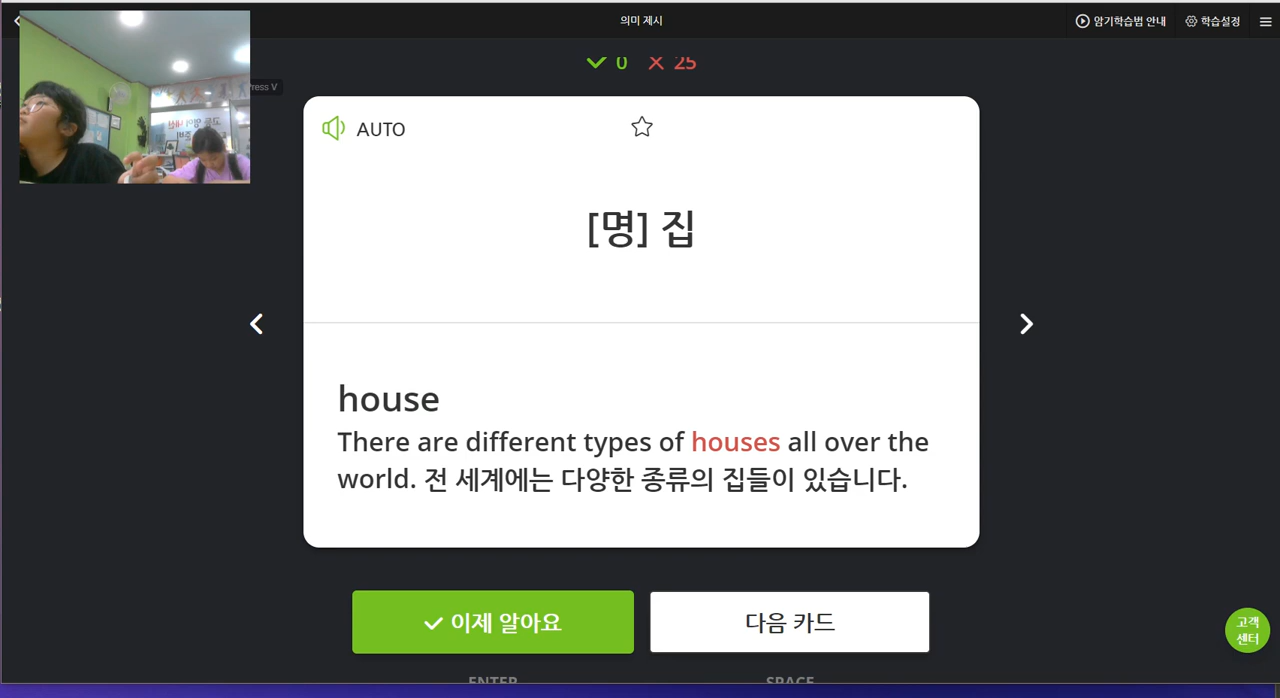 의미 제시
암기학습법 안내
학습설정
0 25
ress V
AUTO
[명] 집
house
There are different types of houses all over the
world. 전 세계에는 다양한 종류의 집들이 있습니다.
이제 알아요
다음 카드
고객
센터
ENTER
SPACE